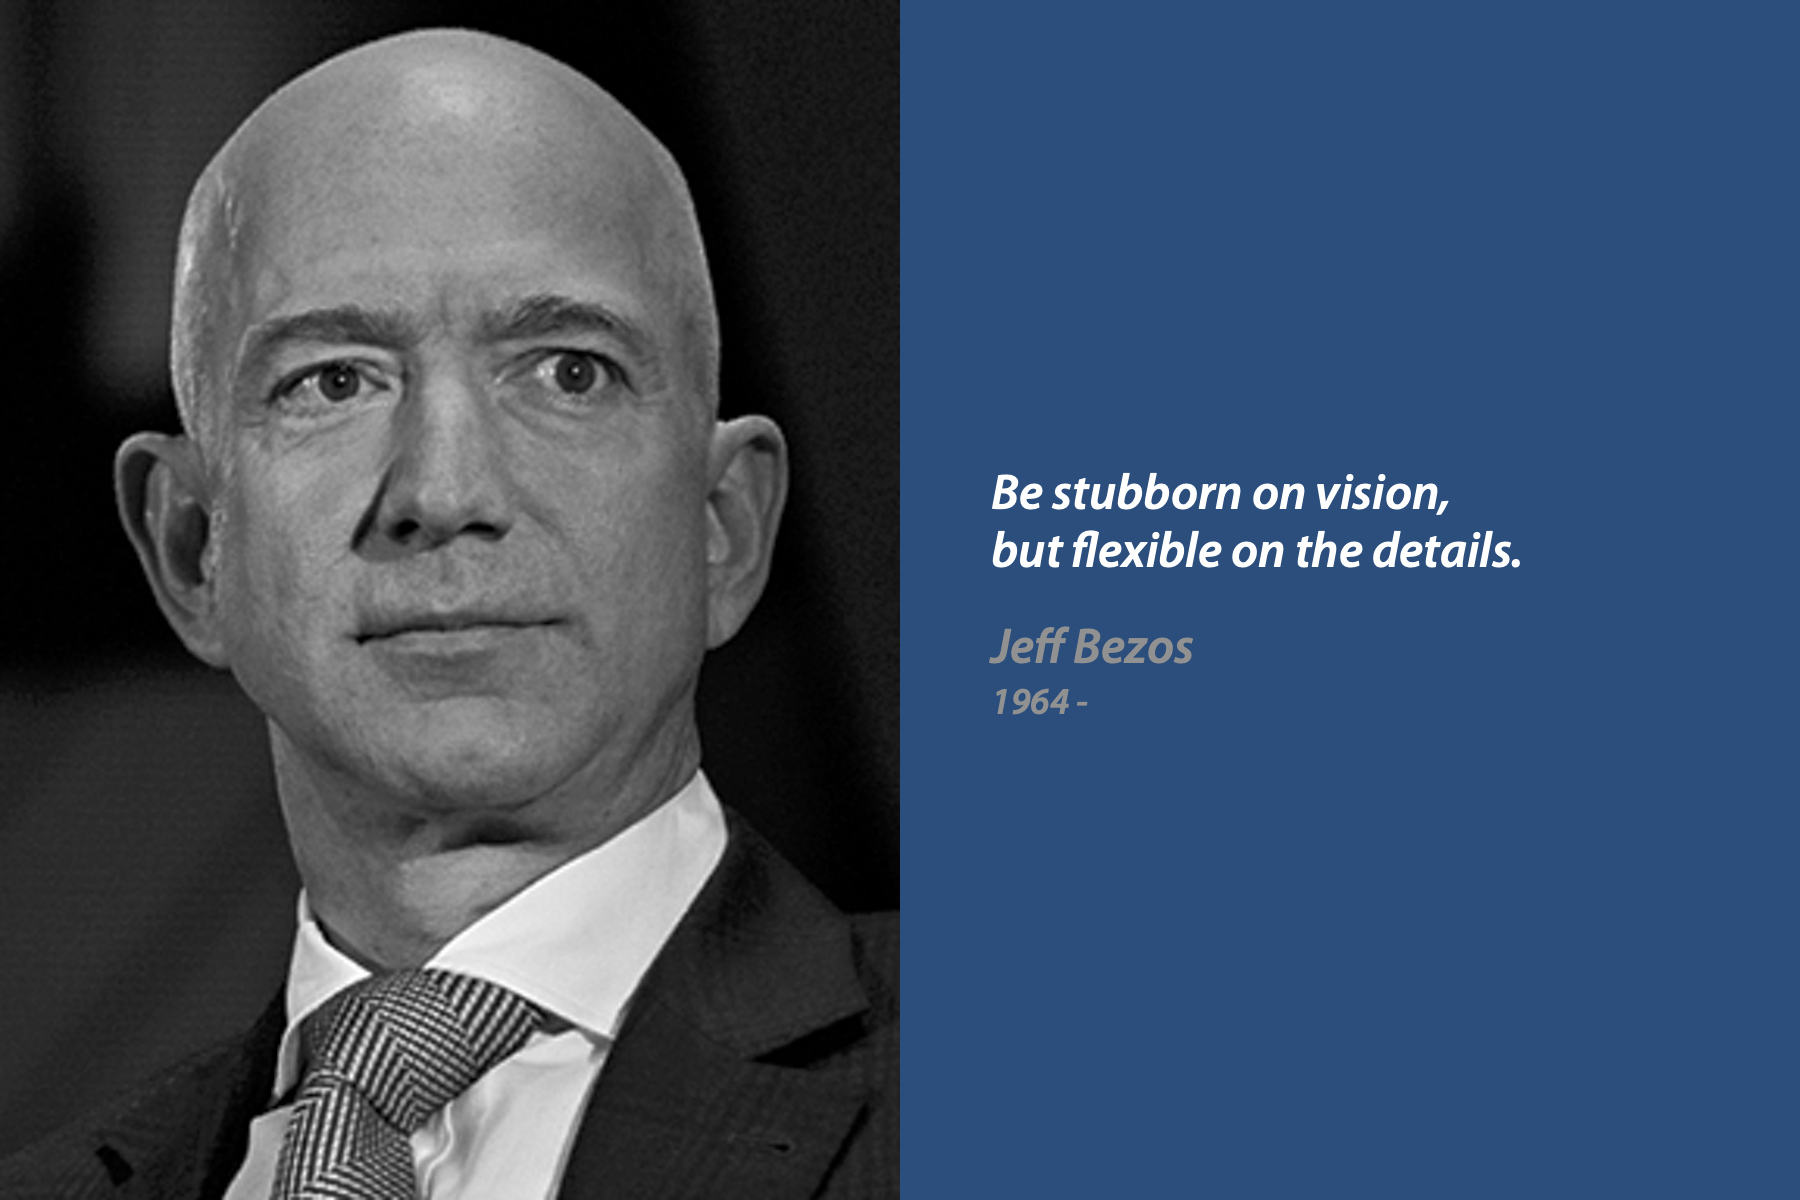 Be stubborn on vision,
but flexible on the details.
Jeff Bezos
1964 -